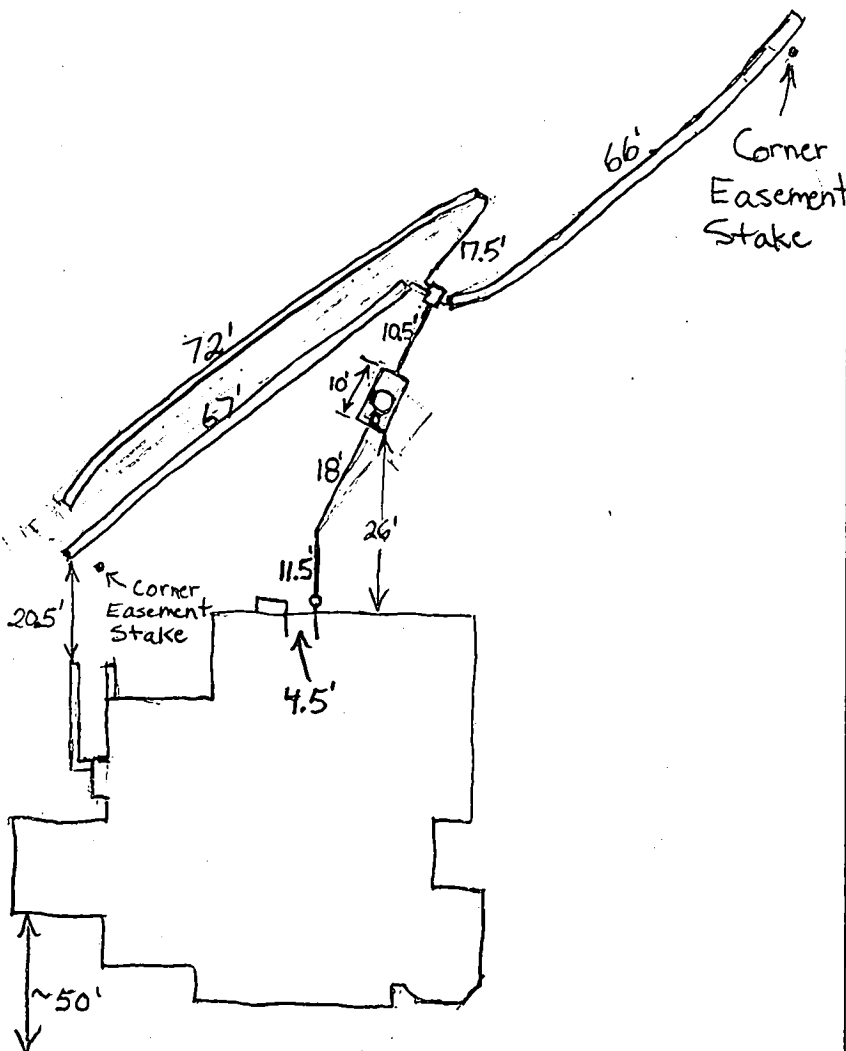 66'
Corner
Easement
Stake
7.5'
10.5'
72'
10'
67'
18'
26'
11.5'
Corner
Easement
Stake
20.5'
4.5'
~50'